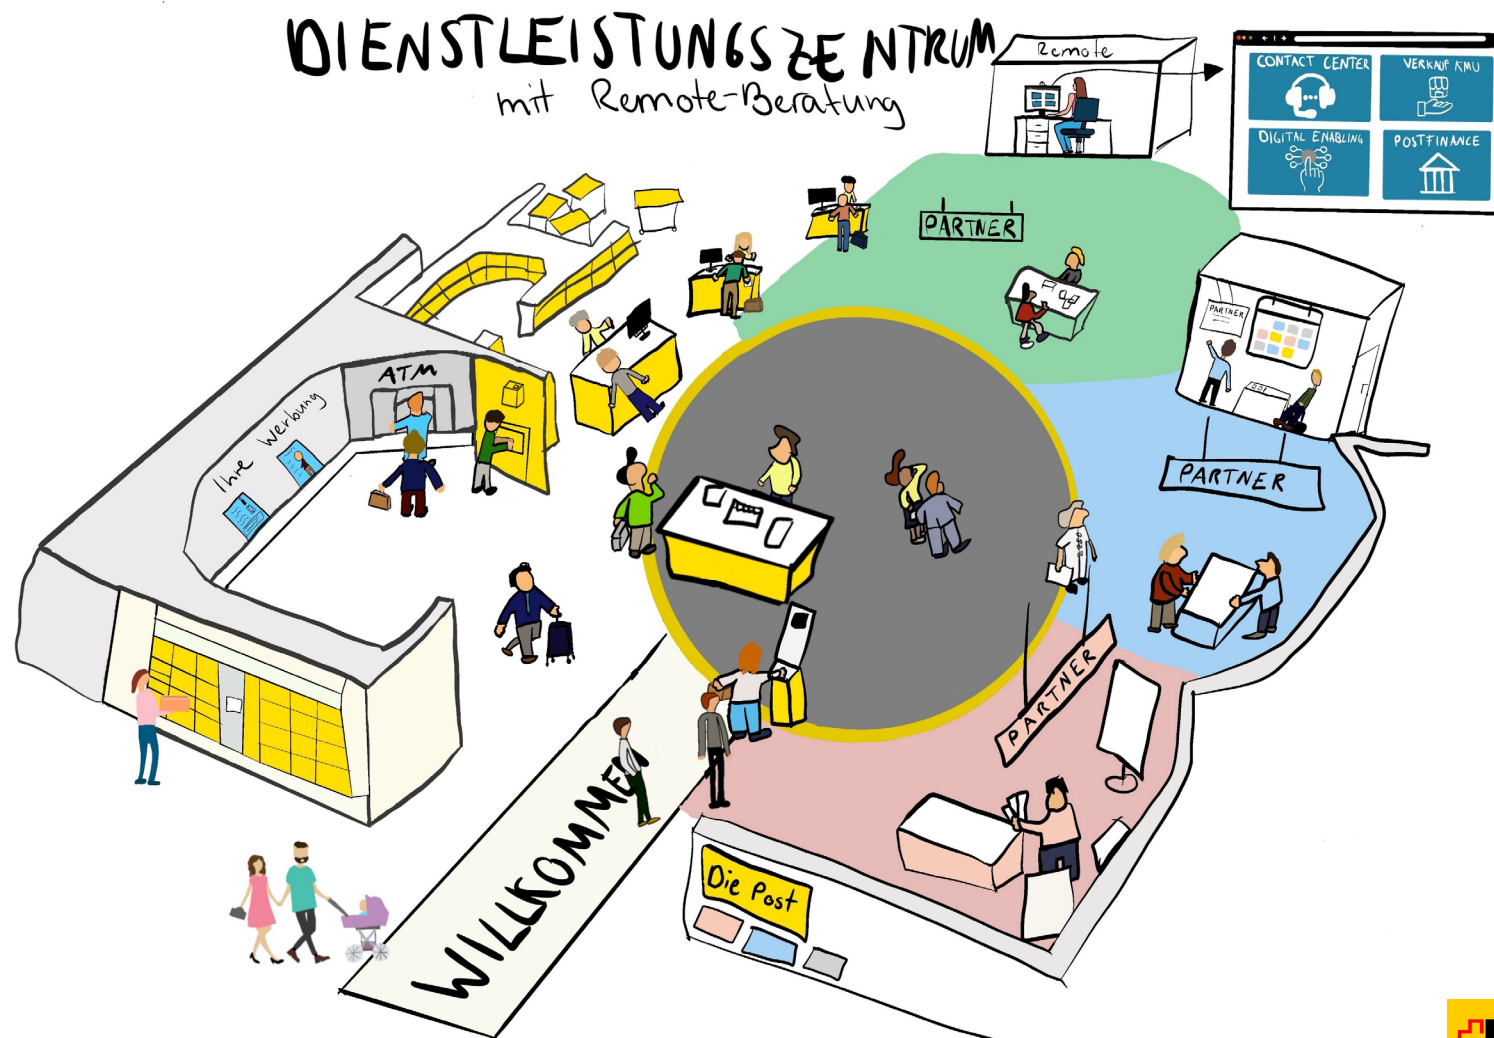 DIENSTLEISTUNGSZENTRUM
mit Remote-Beratung
Remote
CONTACT CENTER
VERKAUF KMU
DIGITAL ENABLING
POSTFINANCE
PARTNER
PARTNER
PARTNER
ATM
Ihre Werbung
PARTNER
WILLKOMMEN
Die Post